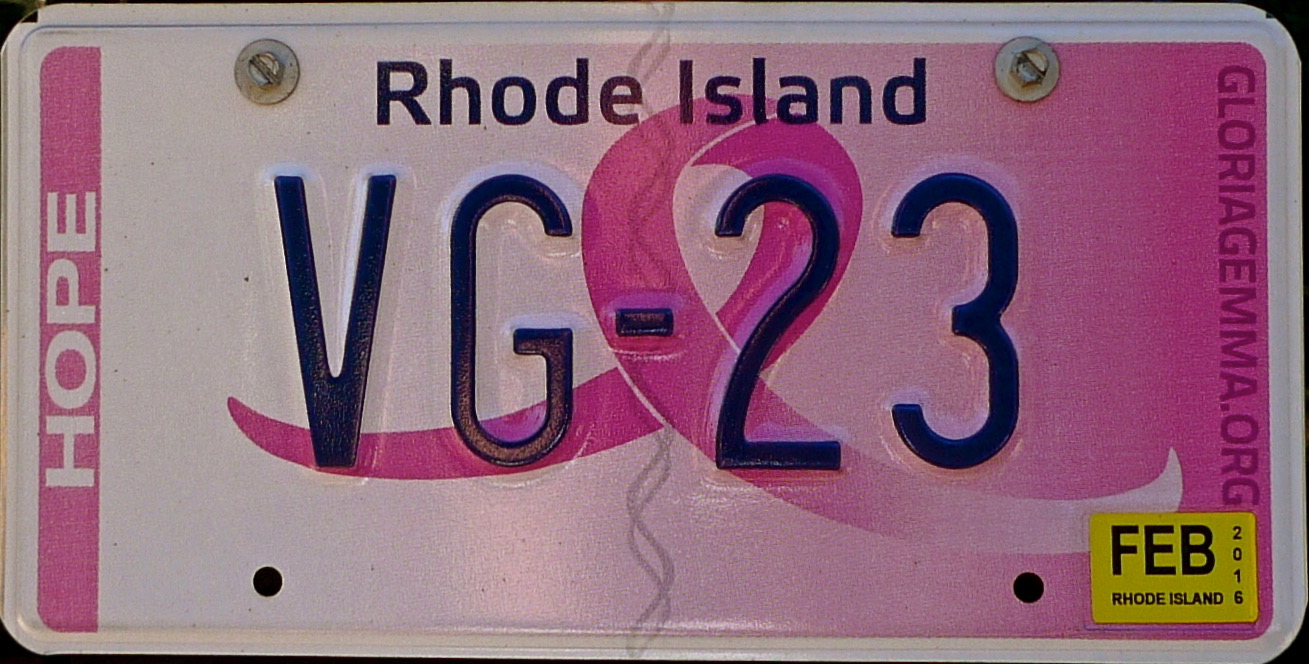 Rhode Island
HOPE
VG-23
GLORIAGEMMA.ORG
FEB
2016
RHODE ISLAND